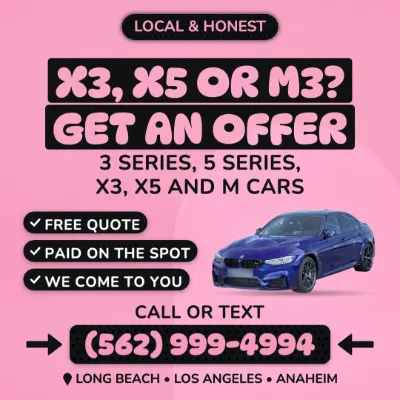 LOCAL & HONEST
X3, X5 OR M3?
GET AN OFFER
3 SERIES, 5 SERIES,
X3, X5 AND M CARS
FREE QUOTE
PAID ON THE SPOT
WE COME TO YOU
CALL OR TEXT
(562) 999-4994
LONG BEACH • LOS ANGELES • ANAHEIM